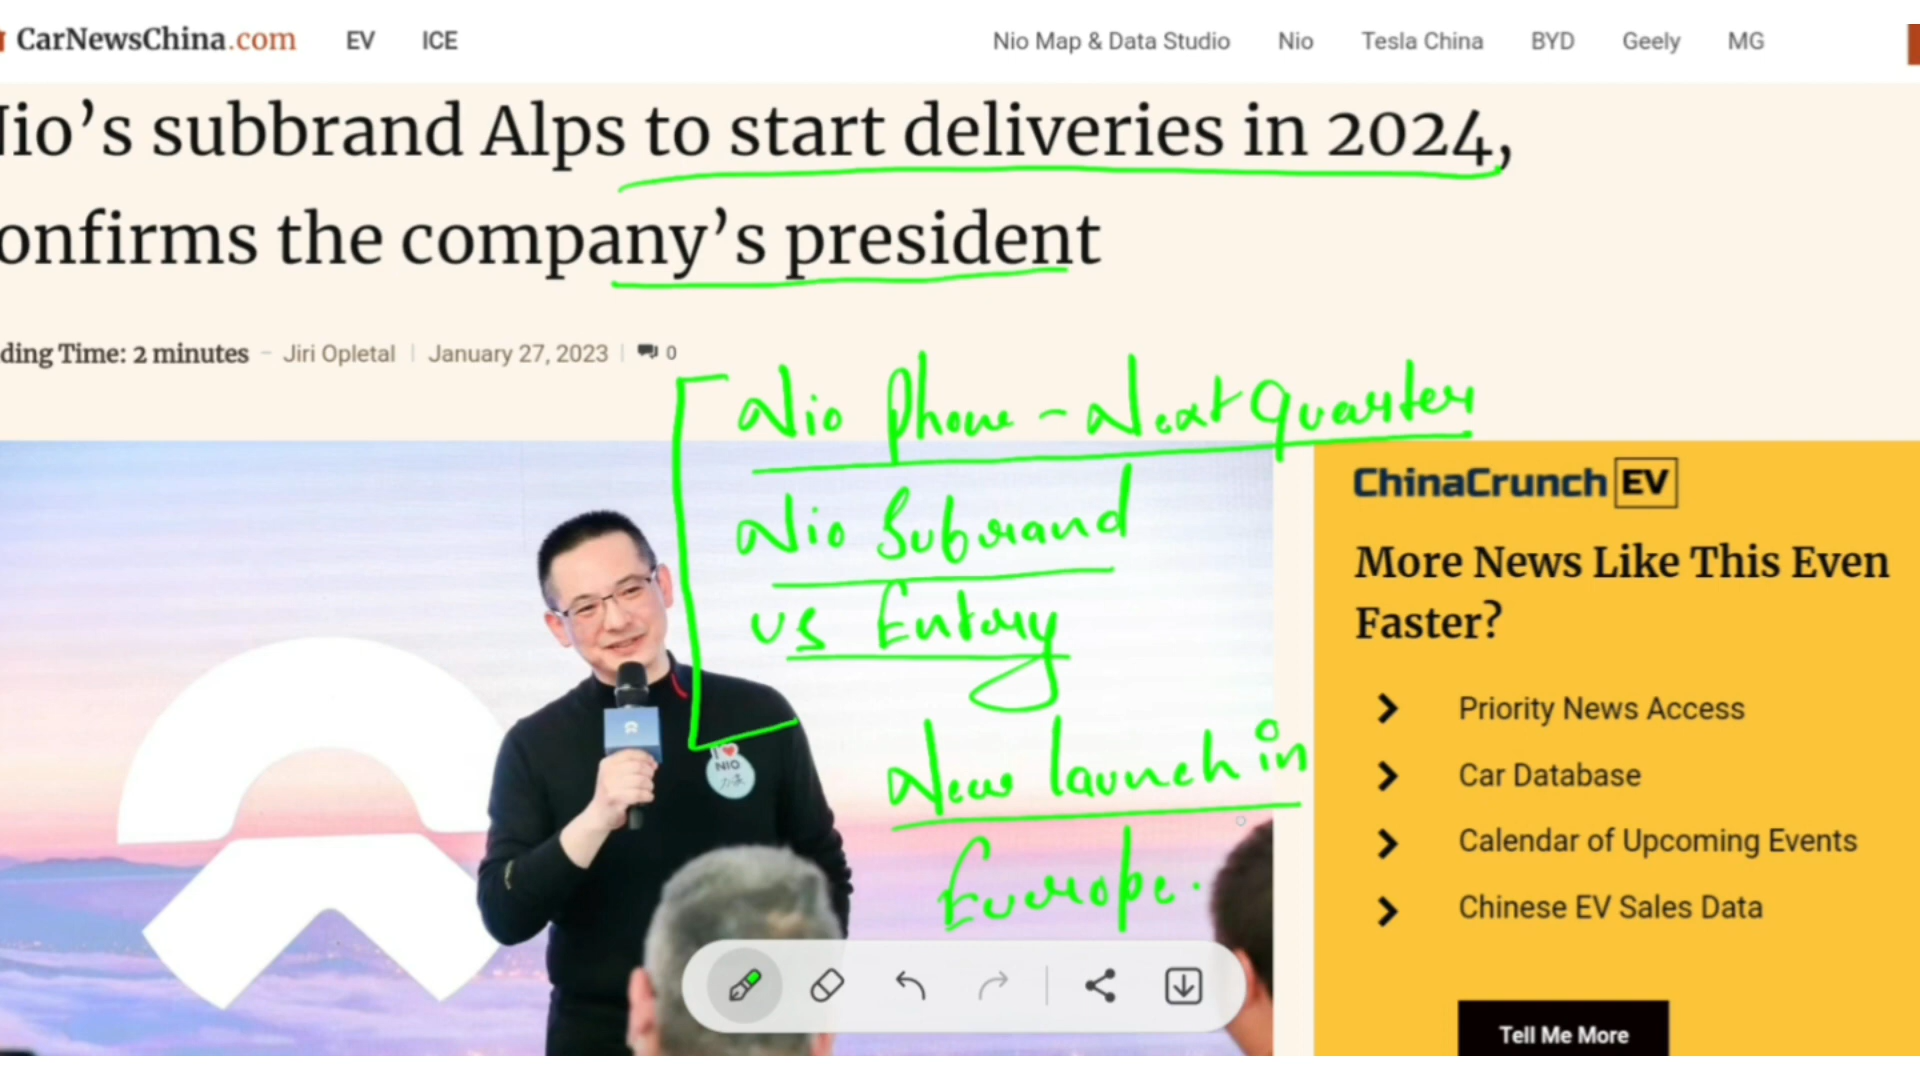 CarNewsChina.com EV ICE Nio Map & Data Studio Nio Tesla China BYD Geely MG
Nio's subbrand Alps to start deliveries in 2024,
onfirms the company's president
ding Time: 2 minutes - Jiri Opletal | January 27, 2023 | 0
Nio Phone - Next Quarter
Nio Subrand
US Entry
New launch in
Europe.
I ❤ NIO
ChinaCrunch EV
More News Like This Even
Faster?
Priority News Access
Car Database
Calendar of Upcoming Events
Chinese EV Sales Data
Tell Me More